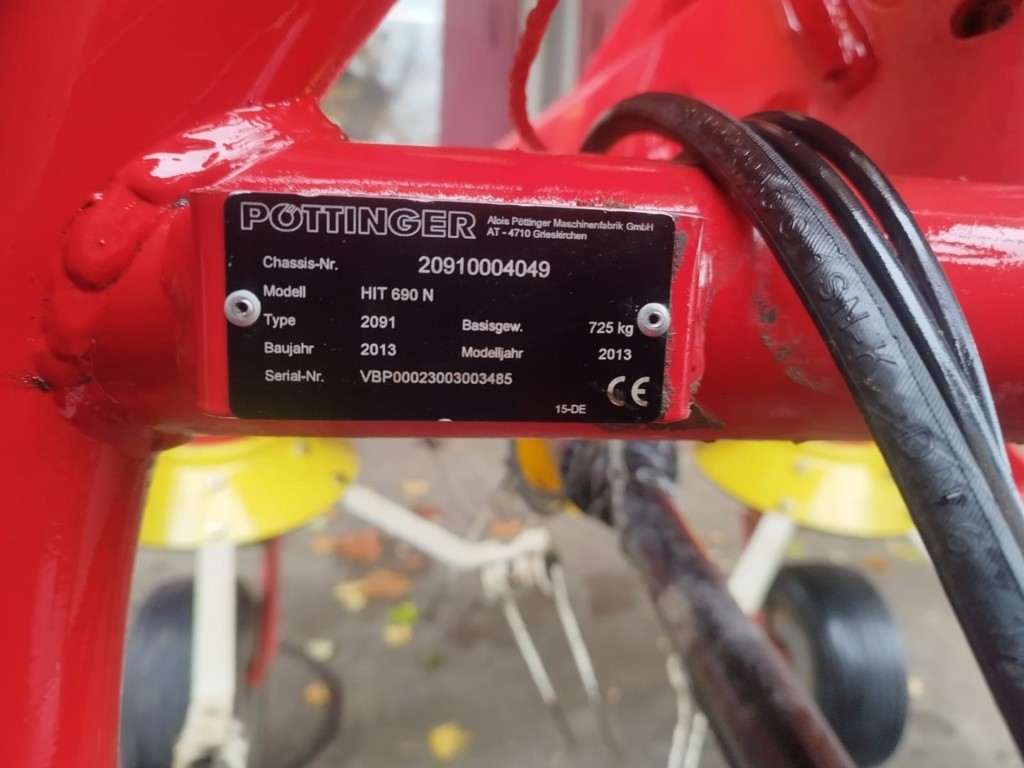 PÖTTINGER Alois Pöttinger Maschinenfabrik GmbH
AT - 4710 Grieskirchen
Chassis-Nr. 20910004049
Modell HIT 690 N
Type 2091 Basisgew. 725 kg
Baujahr 2013 Modelljahr 2013
Serial-Nr. VBP00023003003485 CE
15-DE